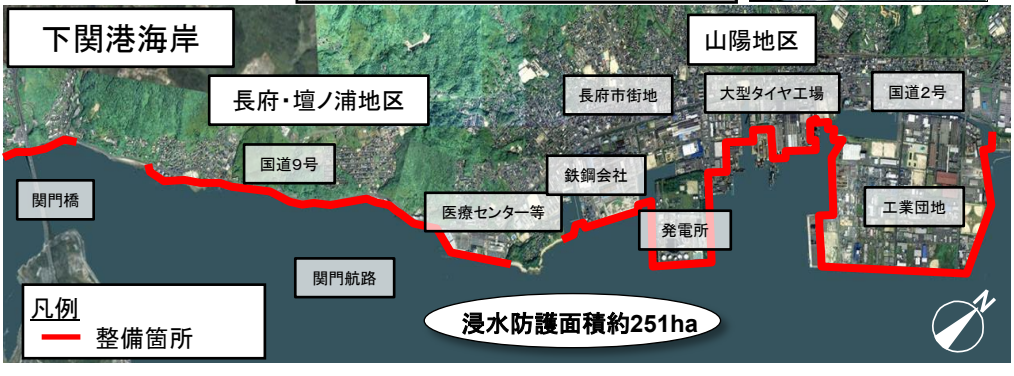 下関港海岸
山陽地区
長府・壇ノ浦地区
長府市街地
大型タイヤ工場
国道2号
国道9号
鉄鋼会社
関門橋
医療センター等
発電所
工業団地
関門航路
凡例
整備箇所
浸水防護面積約251ha
N